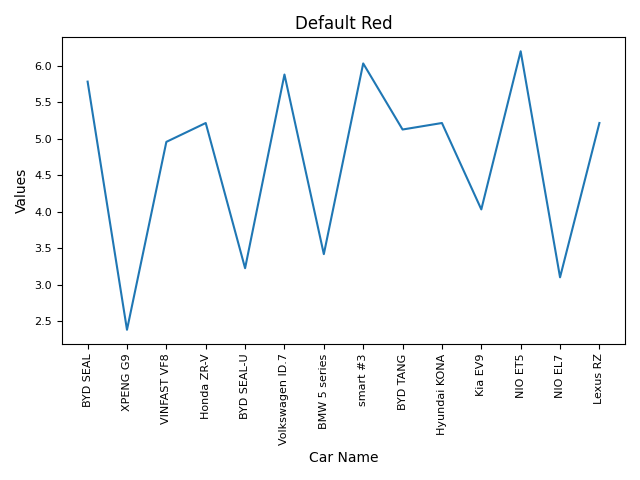 Default Red
Values
6.0
5.5
5.0
4.5
4.0
3.5
3.0
2.5
BYD SEAL
XPENG G9
VINFAST VF8
Honda ZR-V
BYD SEAL-U
Volkswagen ID.7
BMW 5 series
smart #3
BYD TANG
Hyundai KONA
Kia EV9
NIO ET5
NIO EL7
Lexus RZ
Car Name